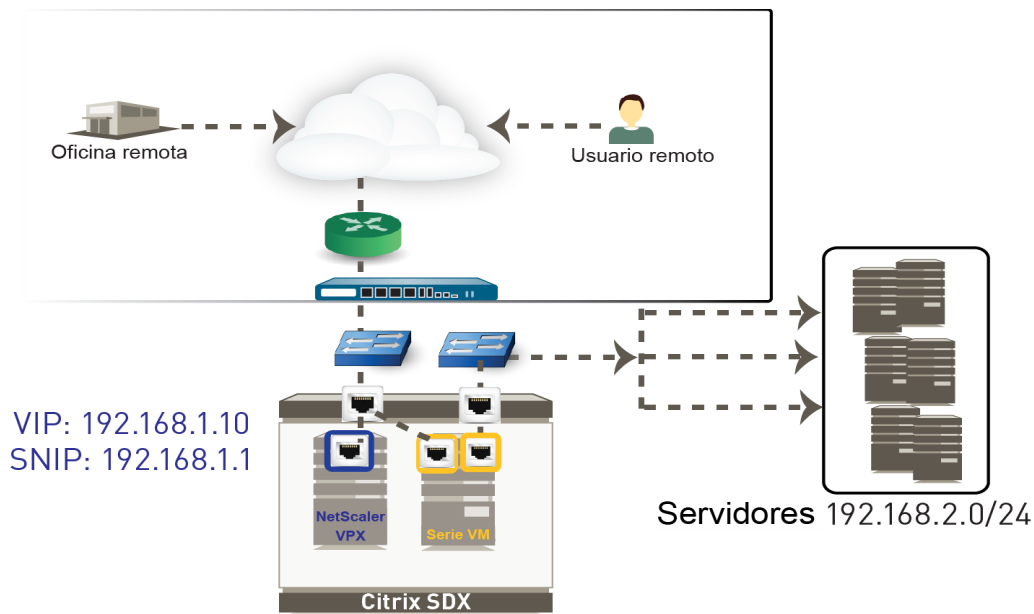 Oficina remota
Usuario remoto
VIP: 192.168.1.10
SNIP: 192.168.1.1
NetScaler
VPX
Serie VM
Servidores 192.168.2.0/24
Citrix SDX